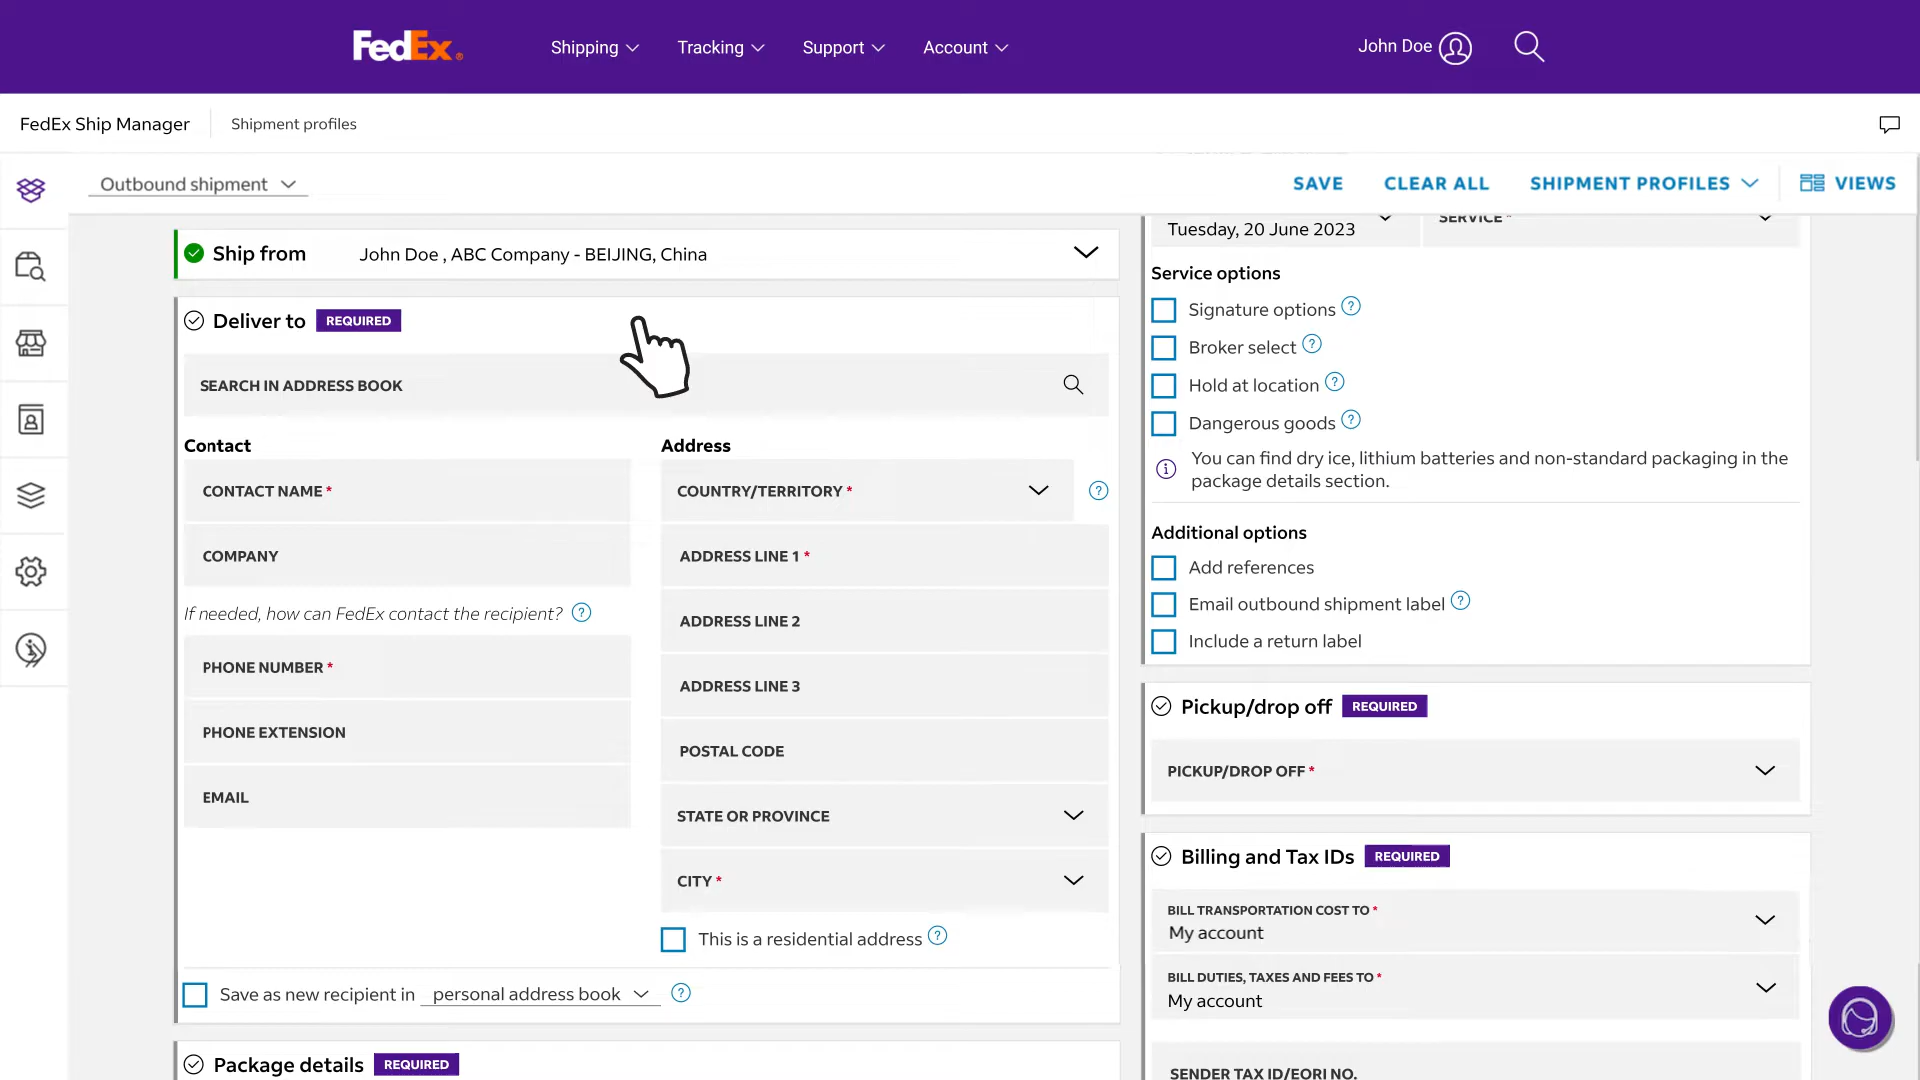 FedEx®
Shipping
Tracking
Support
Account
John Doe
FedEx Ship Manager
Shipment profiles
Outbound shipment
SAVE
CLEAR ALL
SHIPMENT PROFILES
VIEWS
Ship from
John Doe , ABC Company - BEIJING, China
Deliver to
REQUIRED
SEARCH IN ADDRESS BOOK
Contact
CONTACT NAME *
COMPANY
If needed, how can FedEx contact the recipient? ?
PHONE NUMBER *
PHONE EXTENSION
EMAIL
Address
COUNTRY/TERRITORY *
?
ADDRESS LINE 1 *
ADDRESS LINE 2
ADDRESS LINE 3
POSTAL CODE
STATE OR PROVINCE
CITY *
This is a residential address ?
Save as new recipient in personal address book ?
Package details
REQUIRED
Tuesday, 20 June 2023
SERVICE *
Service options
Signature options ?
Broker select ?
Hold at location ?
Dangerous goods ?
You can find dry ice, lithium batteries and non-standard packaging in the
package details section.
Additional options
Add references
Email outbound shipment label ?
Include a return label
Pickup/drop off
REQUIRED
PICKUP/DROP OFF *
Billing and Tax IDs
REQUIRED
BILL TRANSPORTATION COST TO *
My account
BILL DUTIES, TAXES AND FEES TO *
My account
SENDER TAX ID/EORI NO.